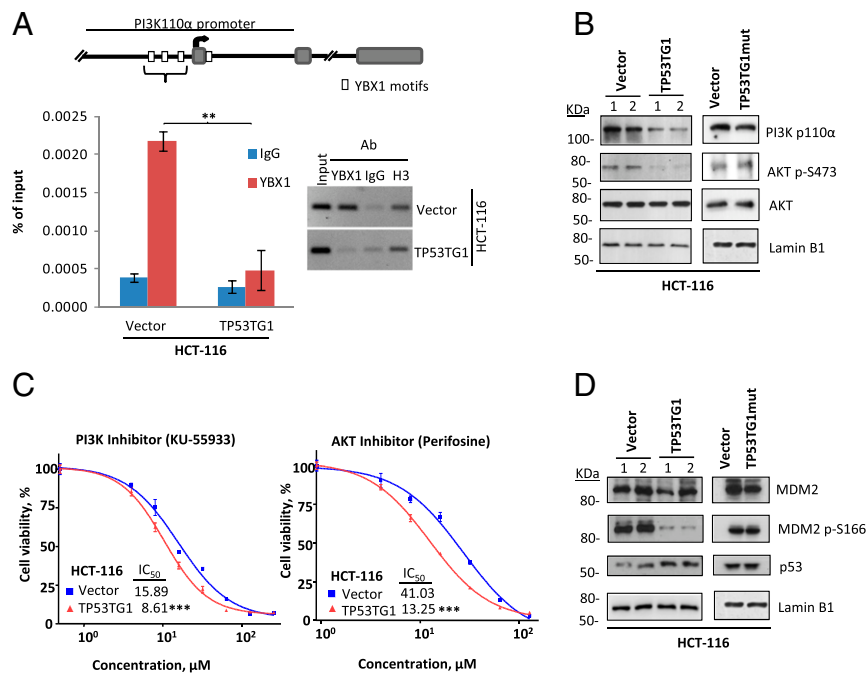 A
PI3K110α promoter
YBX1 motifs
0.0025
0.0020
0.0015
0.0010
0.0005
0.0000
% of input
**
IgG
YBX1
Vector
TP53TG1
HCT-116
Ab
Input
YBX1 IgG H3
Vector
TP53TG1
HCT-116
B
Vector
TP53TG1
Vector
TP53TG1mut
KDa
1 2 1 2
100-
80-
50-
80-
50-
80-
50-
PI3K p110α
AKT p-S473
AKT
Lamin B1
HCT-116
C
PI3K Inhibitor (KU-55933)
Cell viability, %
100
75
50
25
0
HCT-116 IC50
Vector 15.89
TP53TG1 8.61***
10⁰ 10¹ 10²
Concentration, µM
AKT Inhibitor (Perifosine)
Cell viability, %
100
75
50
25
0
HCT-116 IC50
Vector 41.03
TP53TG1 13.25 ***
10⁰ 10¹ 10²
Concentration, µM
D
Vector
TP53TG1
Vector
TP53TG1mut
KDa
1 2 1 2
80-
80-
50-
80-
50-
MDM2
MDM2 p-S166
p53
Lamin B1
HCT-116